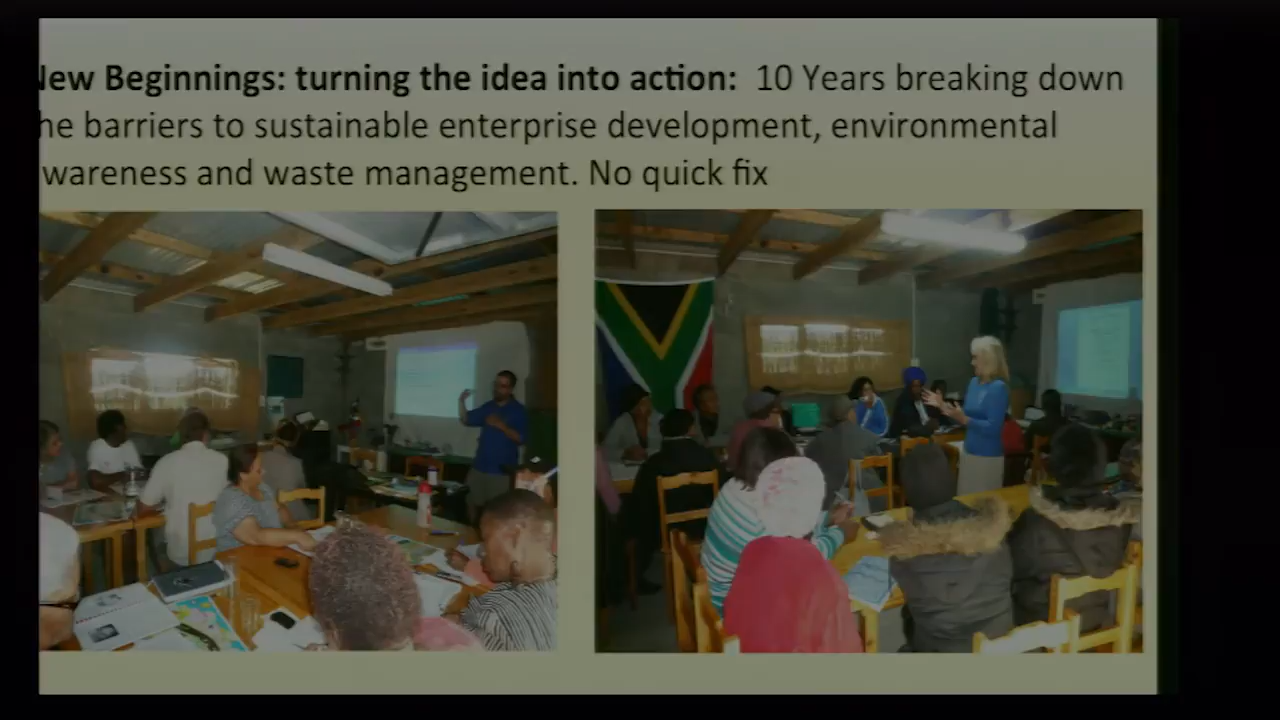 New Beginnings: turning the idea into action: 10 Years breaking down
he barriers to sustainable enterprise development, environmental
wareness and waste management. No quick fix